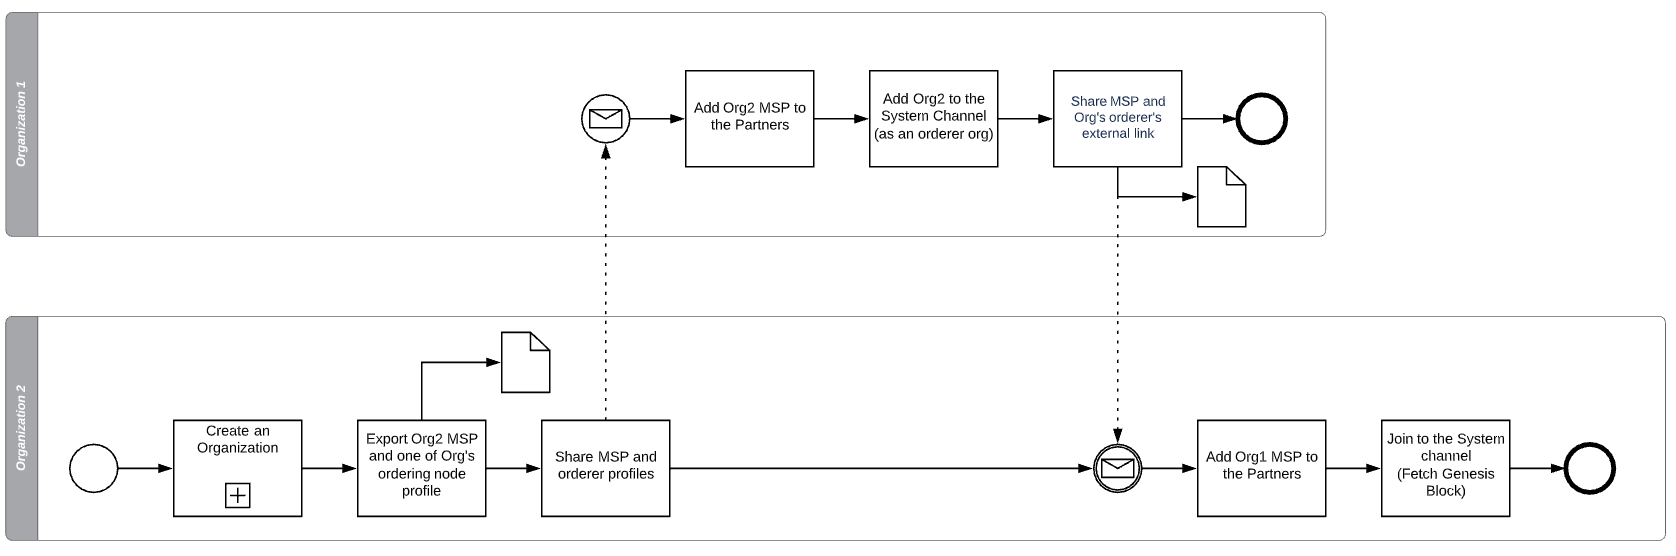 Organization 1
Add Org2 MSP to
the Partners
Add Org2 to the
System Channel
(as an orderer org)
Share MSP and
Org's orderer's
external link
Organization 2
Create an
Organization
Export Org2 MSP
and one of Org's
ordering node
profile
Share MSP and
orderer profiles
Add Org1 MSP to
the Partners
Join to the System
channel
(Fetch Genesis
Block)